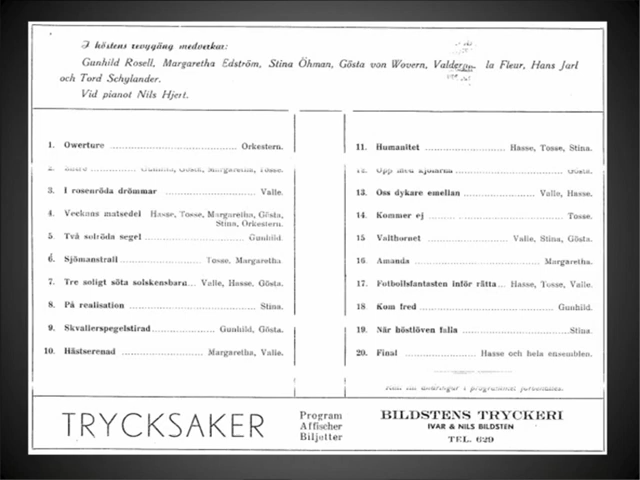 I höstens revygäng medverkar:
Gunhild Rosell, Margaretha Edström, Stina Öhman, Gösta von Wovern, la Fleur, Hans Jarl
och Tord Schylander.
Vid pianot Nils Hjert.
1. Owerture Orkestern.
3. I rosenröda drömmar Valle.
4. Veckans matsedel Hasse, Tosse, Margaretha, Gösta,
Stina, Orkestern.
5. Två solröda segel Gunhild.
6. Sjömanstrall Tosse, Margaretha
7. Tre soligt söta solskensbarn... Valle, Hasse, Gösta.
8. På realisation Stina.
9. Skvallerspegelstirad Gunhild, Gösta.
10. Hästserenad Margaretha, Valle.
11. Humanitet Hasse, Tosse, Stina.
12. Upp med Gösta.
13. Oss dykare emellan Valle, Hasse.
14. Kommer ej Tosse.
15 Valthornet Valle, Stina, Gösta.
16 Amanda Margaretha.
17. Fotbollsfantasten inför rätta... Hasse, Tosse, Valle.
18 Kom fred Gunhild.
19. När höstlöven falla Stina.
20. Final Hasse och hela ensemblen.
TRYCKSAKER
Program
Affischer
Biljetter
BILDSTENS TRYCKERI
IVAR & NILS BILDSTEN
TEL. 629